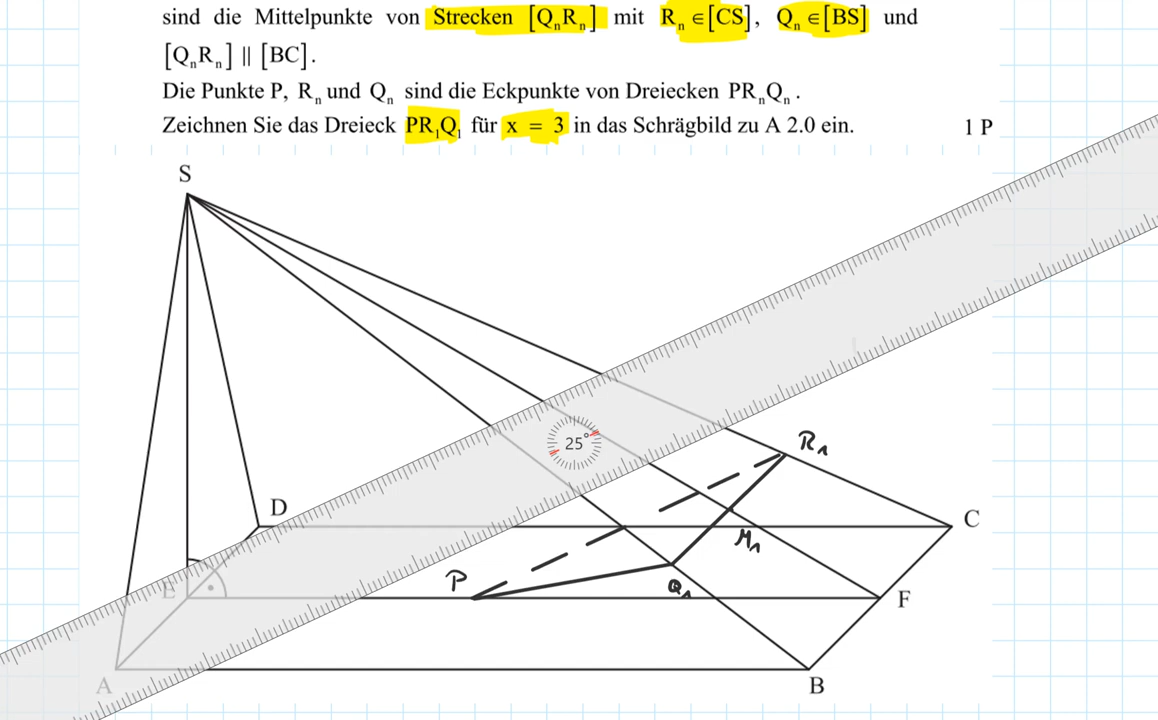 sind die Mittelpunkte von Strecken [QₙRₙ] mit Rₙ ∈[CS], Qₙ ∈[BS] und
[QₙRₙ] || [BC].
Die Punkte P, Rₙ und Qₙ sind die Eckpunkte von Dreiecken PRₙQₙ.
Zeichnen Sie das Dreieck PR₁Q₁ für x = 3 in das Schrägbild zu A 2.0 ein. 1 P
S
25°
R₁
D
C
M₁
P
E
Q₁
F
A
B